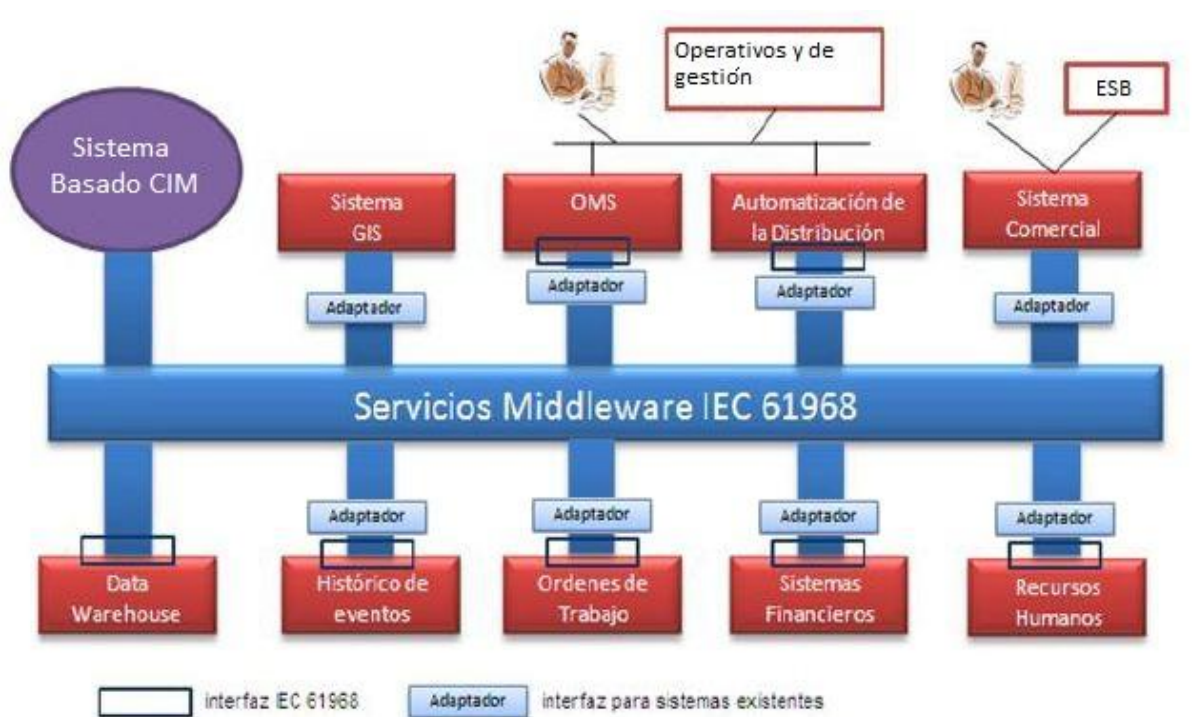 Operativos y de
gestión
ESB
Sistema
Basado CIM
Sistema
GIS
OMS
Automatización de
la Distribución
Sistema
Comercial
Adaptador
Adaptador
Adaptador
Adaptador
Servicios Middleware IEC 61968
Adaptador
Adaptador
Adaptador
Adaptador
Data
Warehouse
Histórico de
eventos
Ordenes de
Trabajo
Sistemas
Financieros
Recursos
Humanos
interfaz IEC 61968
Adaptador
interfaz para sistemas existentes